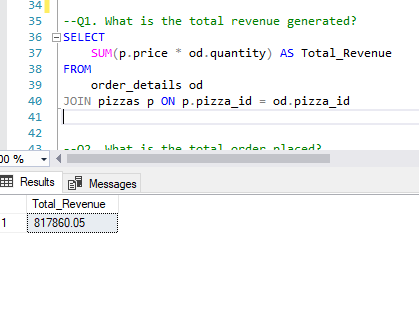 34
35 --Q1. What is the total revenue generated?
36 SELECT
37 SUM(p.price * od.quantity) AS Total_Revenue
38 FROM
39 order_details od
40 JOIN pizzas p ON p.pizza_id = od.pizza_id
41
42
43 --Q2. What is the total order placed?
00 %
Results Messages
Total_Revenue
1 817860.05